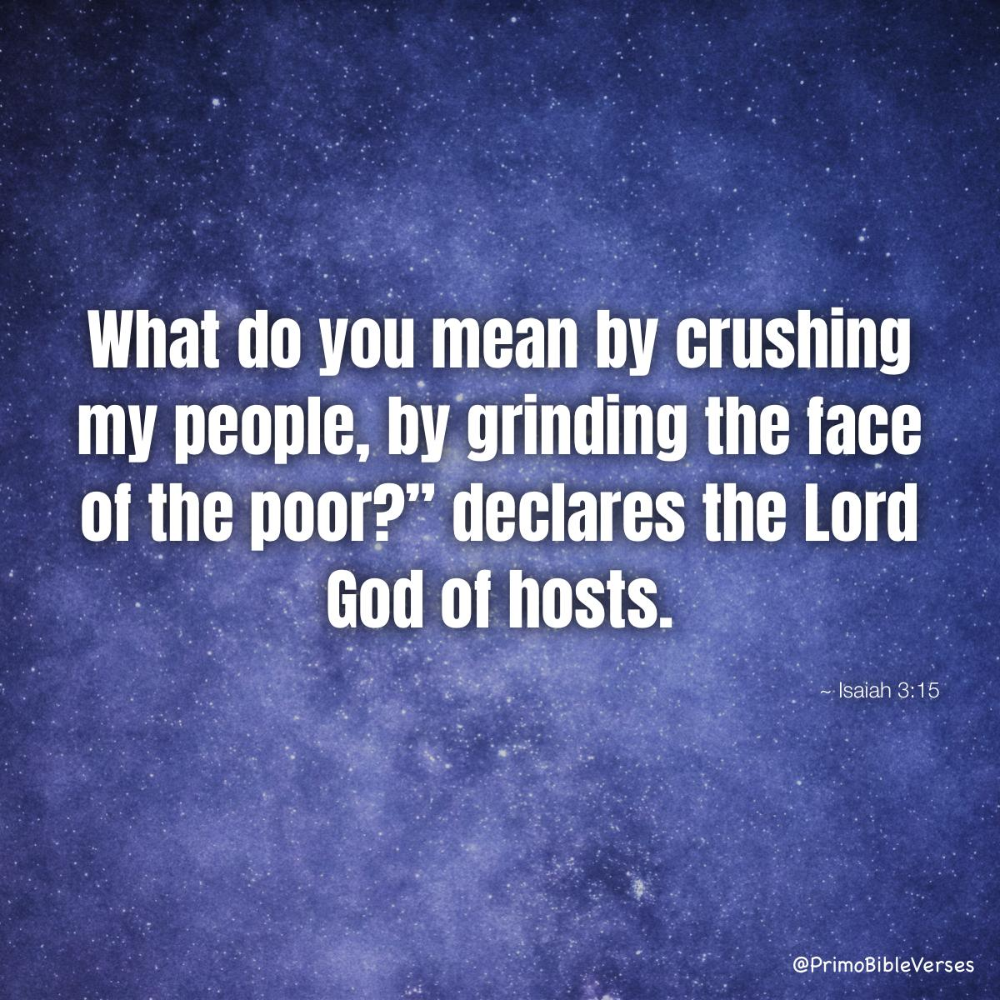 What do you mean by crushing
my people, by grinding the face
of the poor?” declares the Lord
God of hosts.
~ Isaiah 3:15
@PrimoBibleVerses